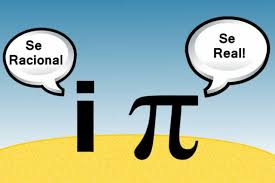 Se
Racional
Se
Real!
i π